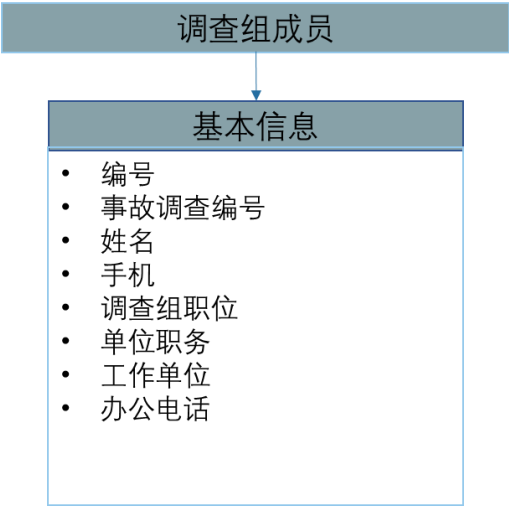 调查组成员
基本信息
• 编号
• 事故调查编号
• 姓名
• 手机
• 调查组职位
• 单位职务
• 工作单位
• 办公电话